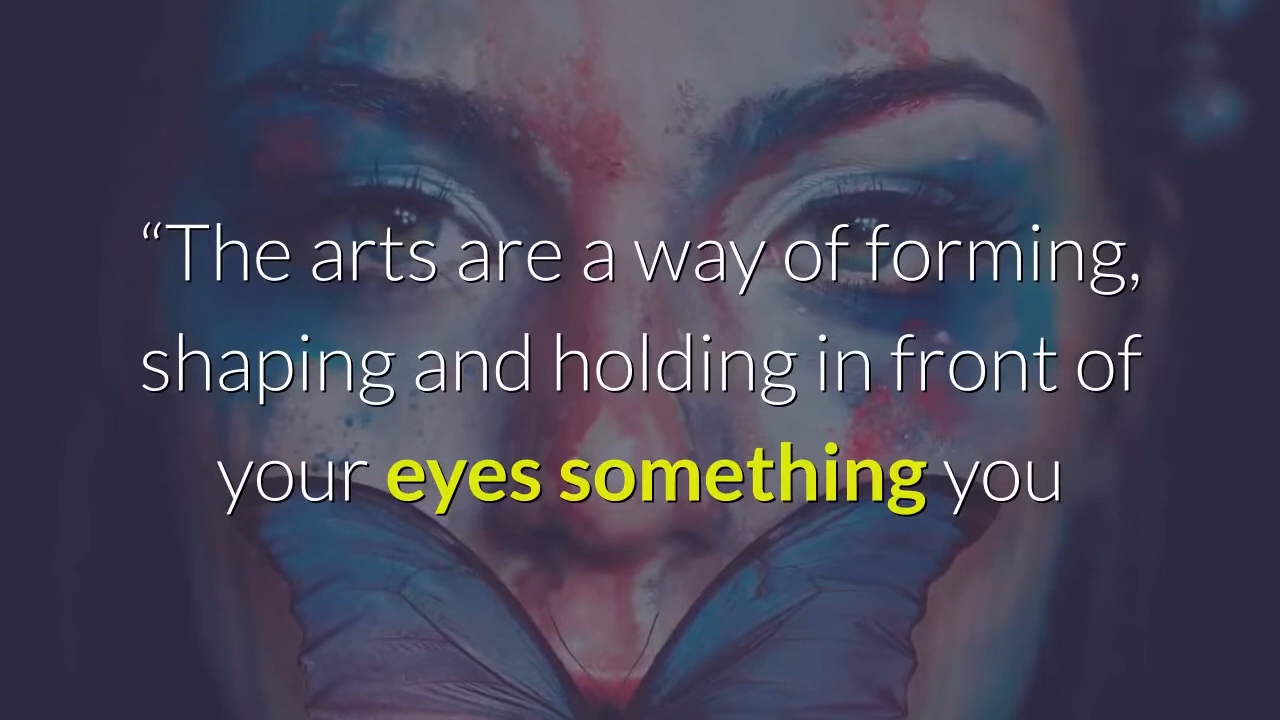 “The arts are a way of forming,
shaping and holding in front of
your eyes something you